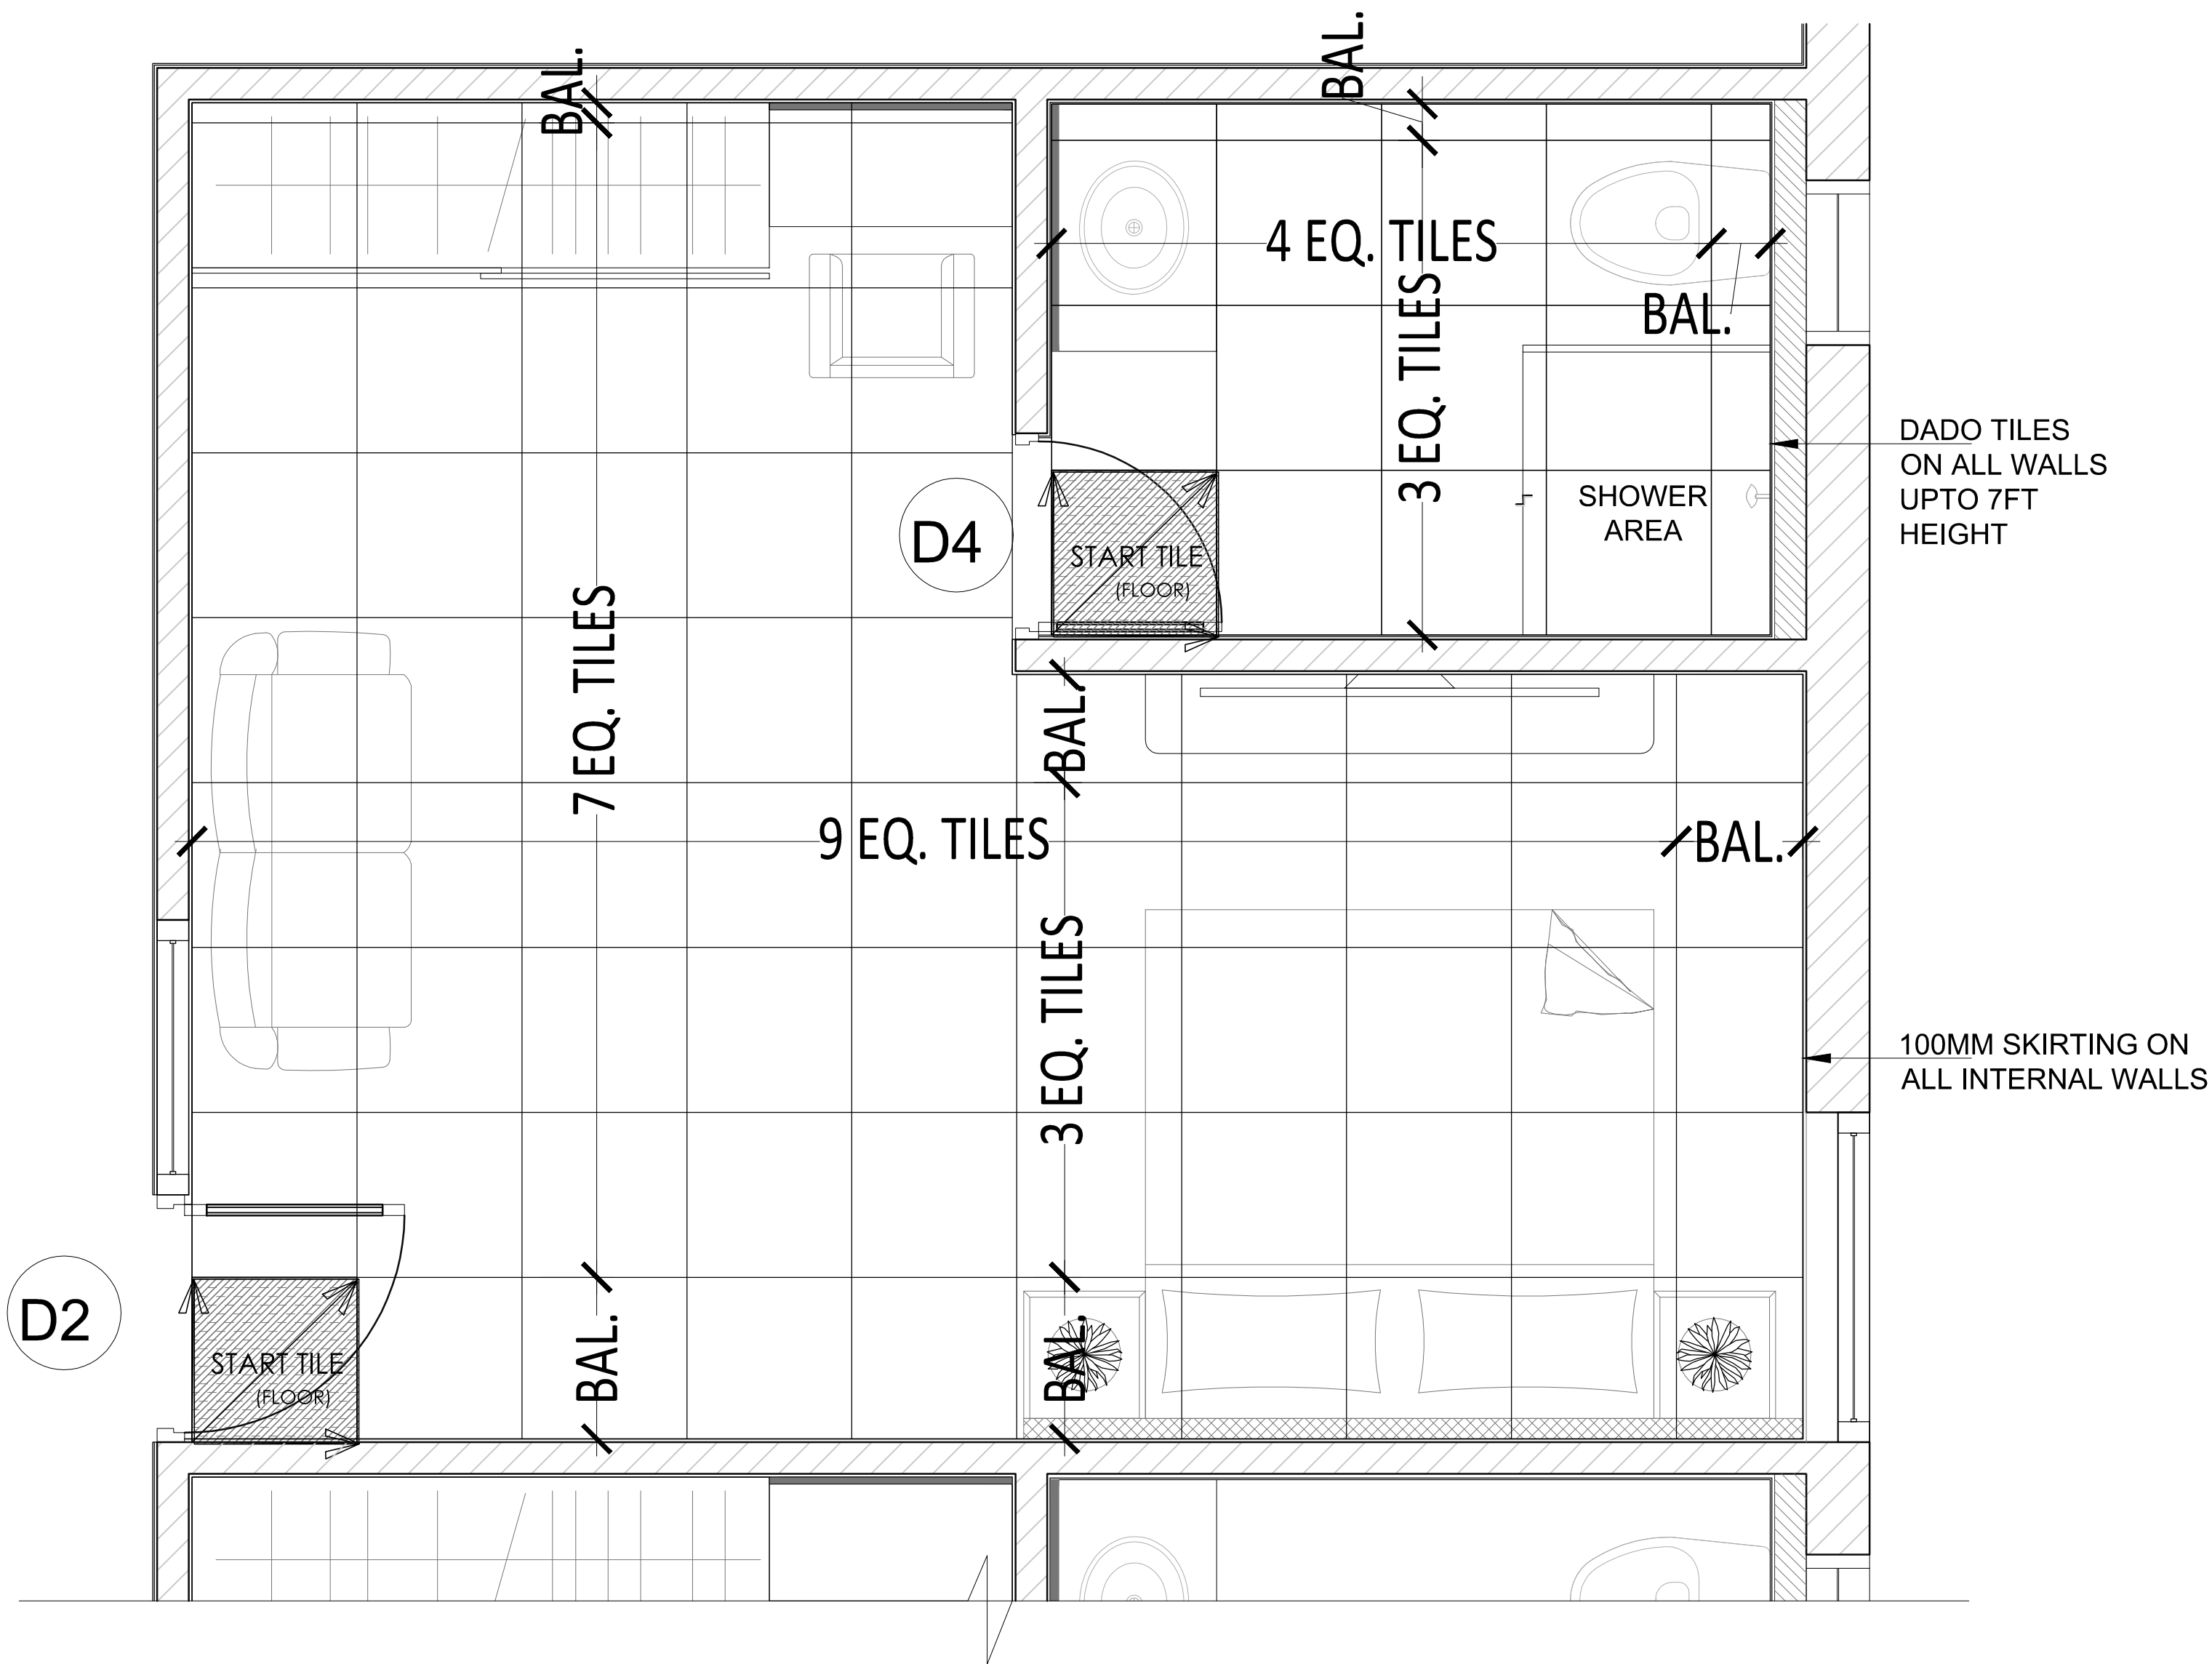 BAL.
BAL.
4 EQ. TILES
BAL.
3 EQ. TILES
DADO TILES
ON ALL WALLS
UPTO 7FT
HEIGHT
SHOWER
AREA
D4
START TILE
(FLOOR)
7 EQ. TILES
BAL.
9 EQ. TILES
BAL.
3 EQ. TILES
100MM SKIRTING ON
ALL INTERNAL WALLS
D2
START TILE
(FLOOR)
BAL.
BAL.